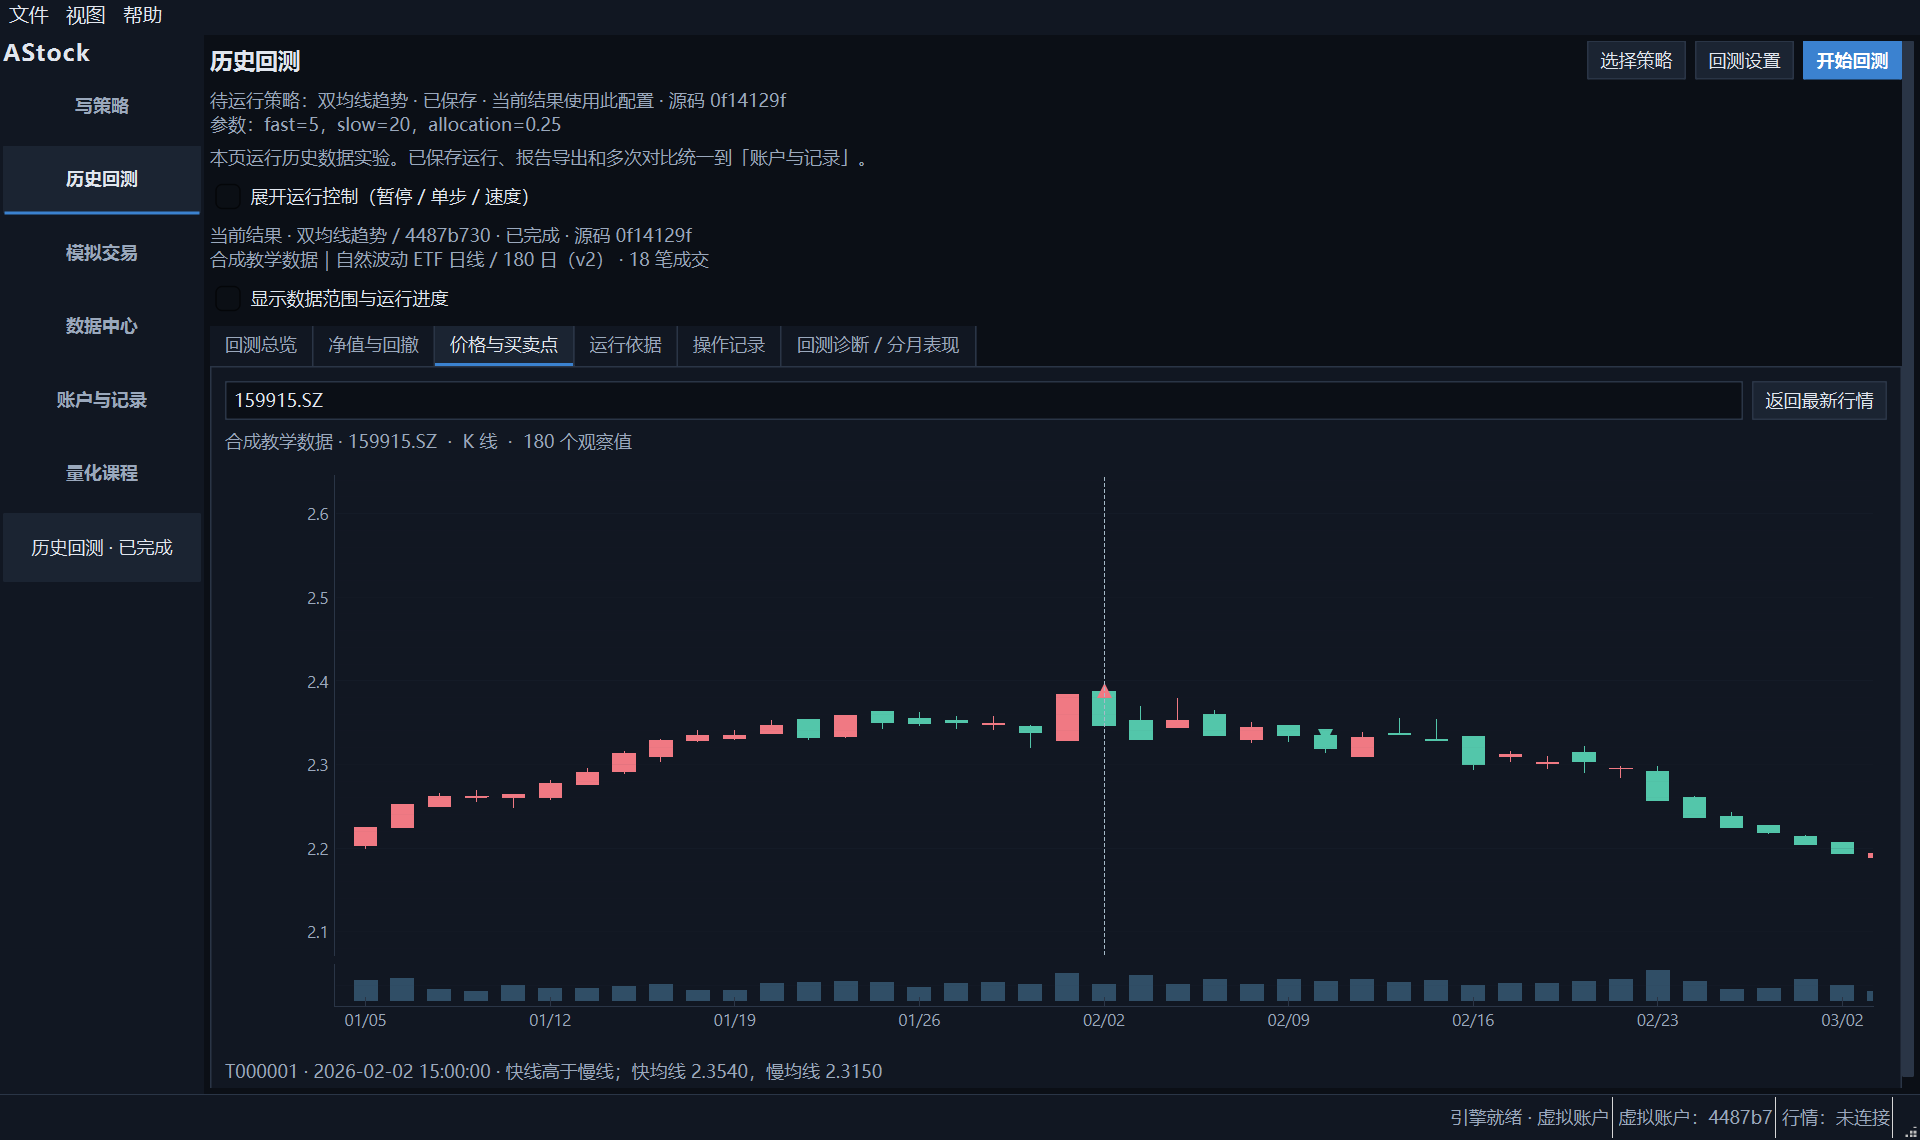 文件 视图 帮助
AStock
写策略
历史回测
模拟交易
数据中心
账户与记录
量化课程
历史回测 · 已完成
历史回测
选择策略
回测设置
开始回测
待运行策略：双均线趋势 · 已保存 · 当前结果使用此配置 · 源码 0f14129f
参数：fast=5，slow=20，allocation=0.25
本页运行历史数据实验。已保存运行、报告导出和多次对比统一到「账户与记录」。
展开运行控制（暂停 / 单步 / 速度）
当前结果 · 双均线趋势 / 4487b730 · 已完成 · 源码 0f14129f
合成教学数据 | 自然波动 ETF 日线 / 180 日（v2） · 18 笔成交
显示数据范围与运行进度
回测总览
净值与回撤
价格与买卖点
运行依据
操作记录
回测诊断 / 分月表现
159915.SZ
返回最新行情
合成教学数据 · 159915.SZ · K 线 · 180 个观察值
2.6
2.5
2.4
2.3
2.2
2.1
01/05 01/12 01/19 01/26 02/02 02/09 02/16 02/23 03/02
T000001 · 2026-02-02 15:00:00 · 快线高于慢线；快均线 2.3540，慢均线 2.3150
引擎就绪 · 虚拟账户
虚拟账户：4487b7
行情：未连接